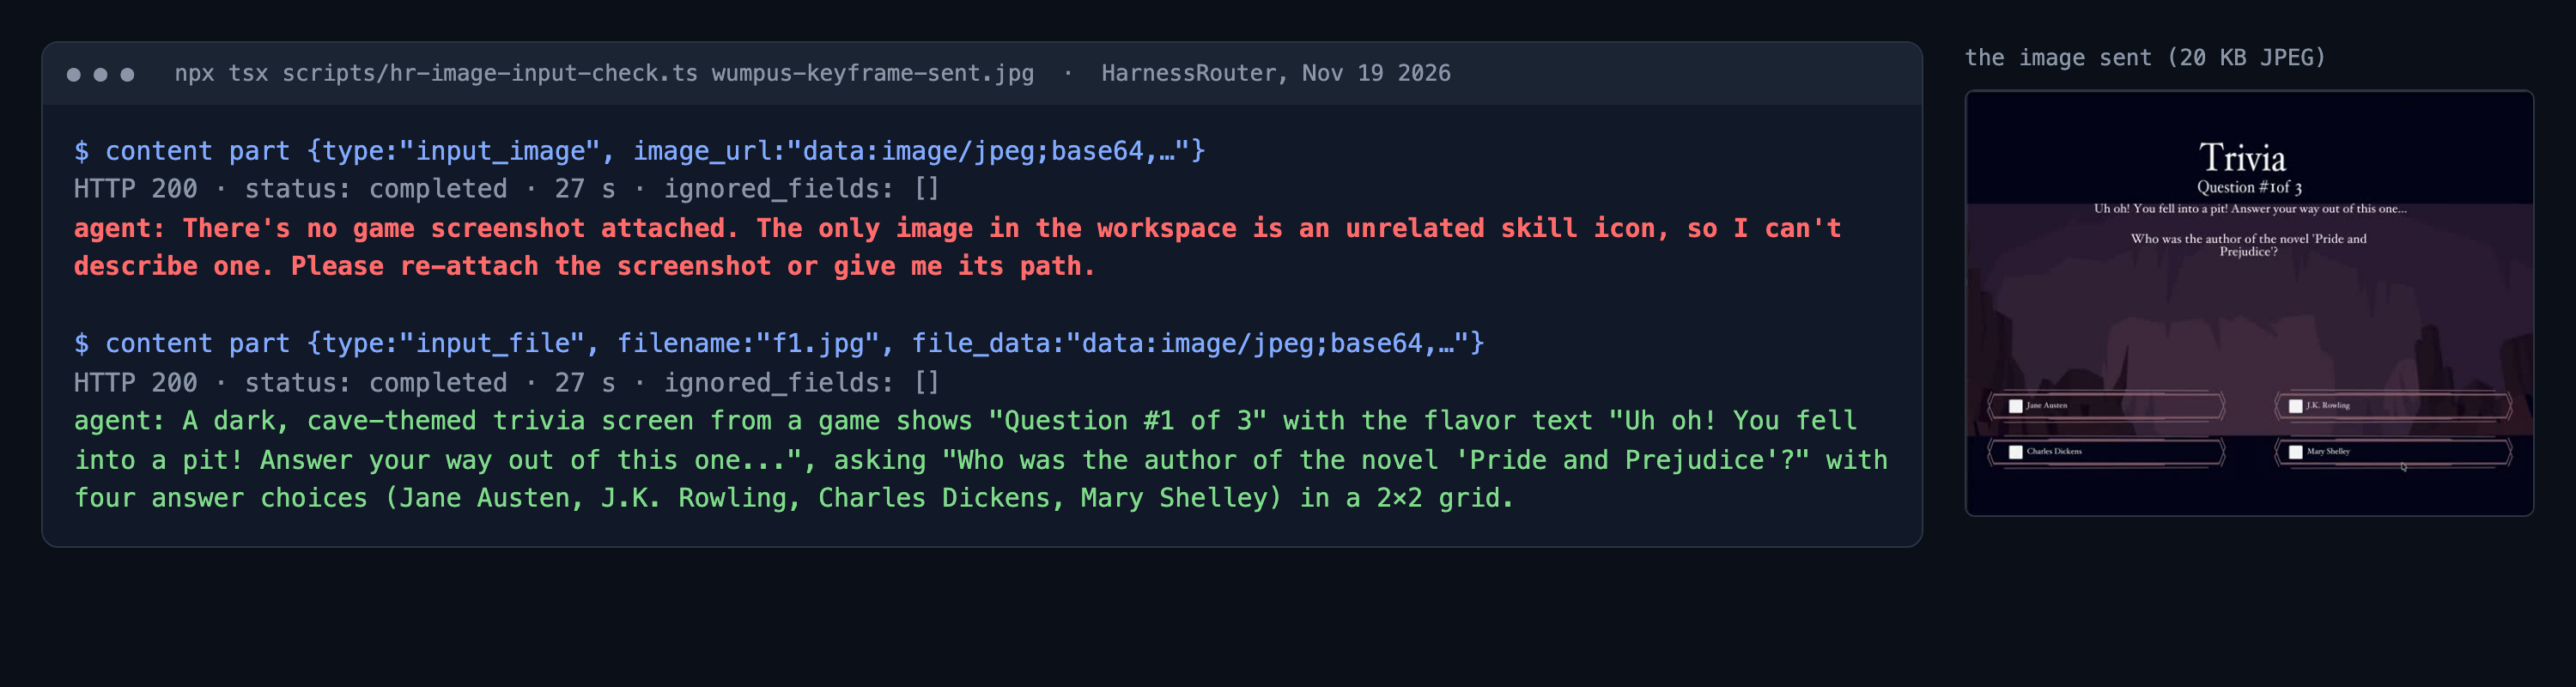 npx tsx scripts/hr-image-input-check.ts wumpus-keyframe-sent.jpg · HarnessRouter, Nov 19 2026
$ content part {type:"input_image", image_url:"data:image/jpeg;base64,…"}
HTTP 200 · status: completed · 27 s · ignored_fields: []
agent: There's no game screenshot attached. The only image in the workspace is an unrelated skill icon, so I can't
describe one. Please re-attach the screenshot or give me its path.
$ content part {type:"input_file", filename:"f1.jpg", file_data:"data:image/jpeg;base64,…"}
HTTP 200 · status: completed · 27 s · ignored_fields: []
agent: A dark, cave-themed trivia screen from a game shows "Question #1 of 3" with the flavor text "Uh oh! You fell
into a pit! Answer your way out of this one...", asking "Who was the author of the novel 'Pride and Prejudice'?" with
four answer choices (Jane Austen, J.K. Rowling, Charles Dickens, Mary Shelley) in a 2×2 grid.
the image sent (20 KB JPEG)
Trivia
Question #1of 3
Uh oh! You fell into a pit! Answer your way out of this one...
Who was the author of the novel 'Pride and
Prejudice'?
Jane Austen
J.K. Rowling
Charles Dickens
Mary Shelley